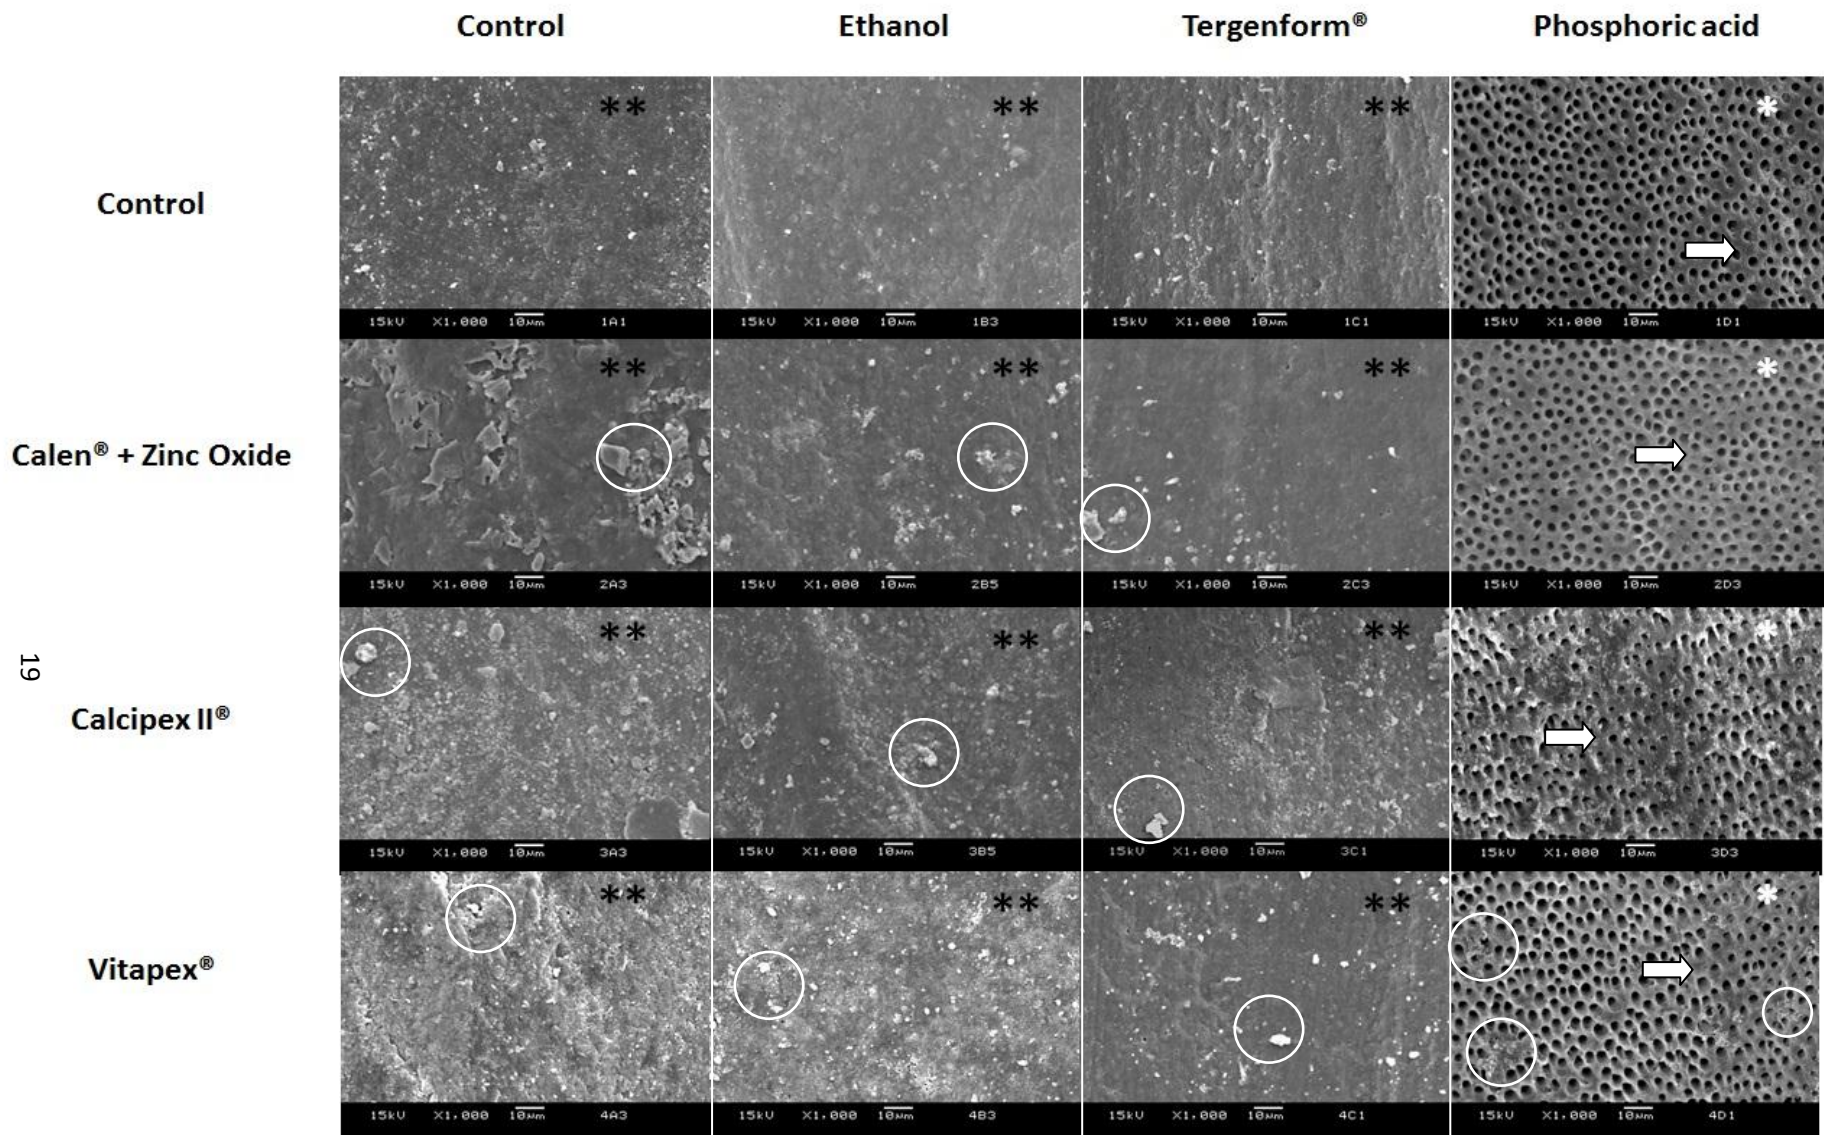 Control Ethanol Tergenform® Phosphoric acid
Control
** ** ** *
15kV X1,000 10µm 1A1
15kV X1,000 10µm 1B3
15kV X1,000 10µm 1C1
15kV X1,000 10µm 1D1
Calen® + Zinc Oxide
** ** ** *
15kV X1,000 10µm 2A3
15kV X1,000 10µm 2B5
15kV X1,000 10µm 2C3
15kV X1,000 10µm 2D3
19
Calcipex II®
** ** ** *
15kV X1,000 10µm 3A3
15kV X1,000 10µm 3B5
15kV X1,000 10µm 3C1
15kV X1,000 10µm 3D3
Vitapex®
** ** ** *
15kV X1,000 10µm 4A3
15kV X1,000 10µm 4B3
15kV X1,000 10µm 4C1
15kV X1,000 10µm 4D1